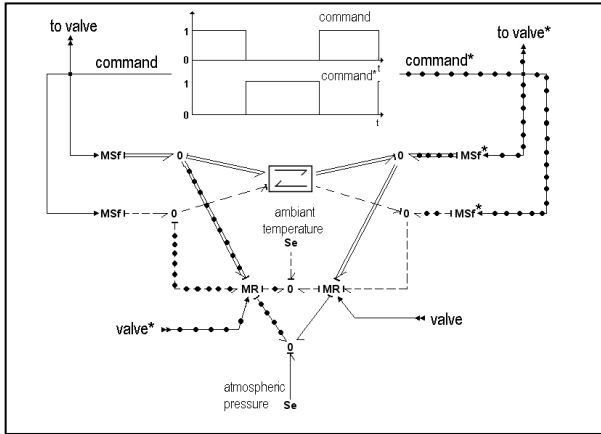 to valve
command
1
0
command
t
command*
1
0
t
command*
to valve*
MSf
0
0
MSf*
MSf
0
ambiant
temperature
Se
0
MSf*
MR
0
MR
valve*
valve
0
atmospheric
pressure
Se